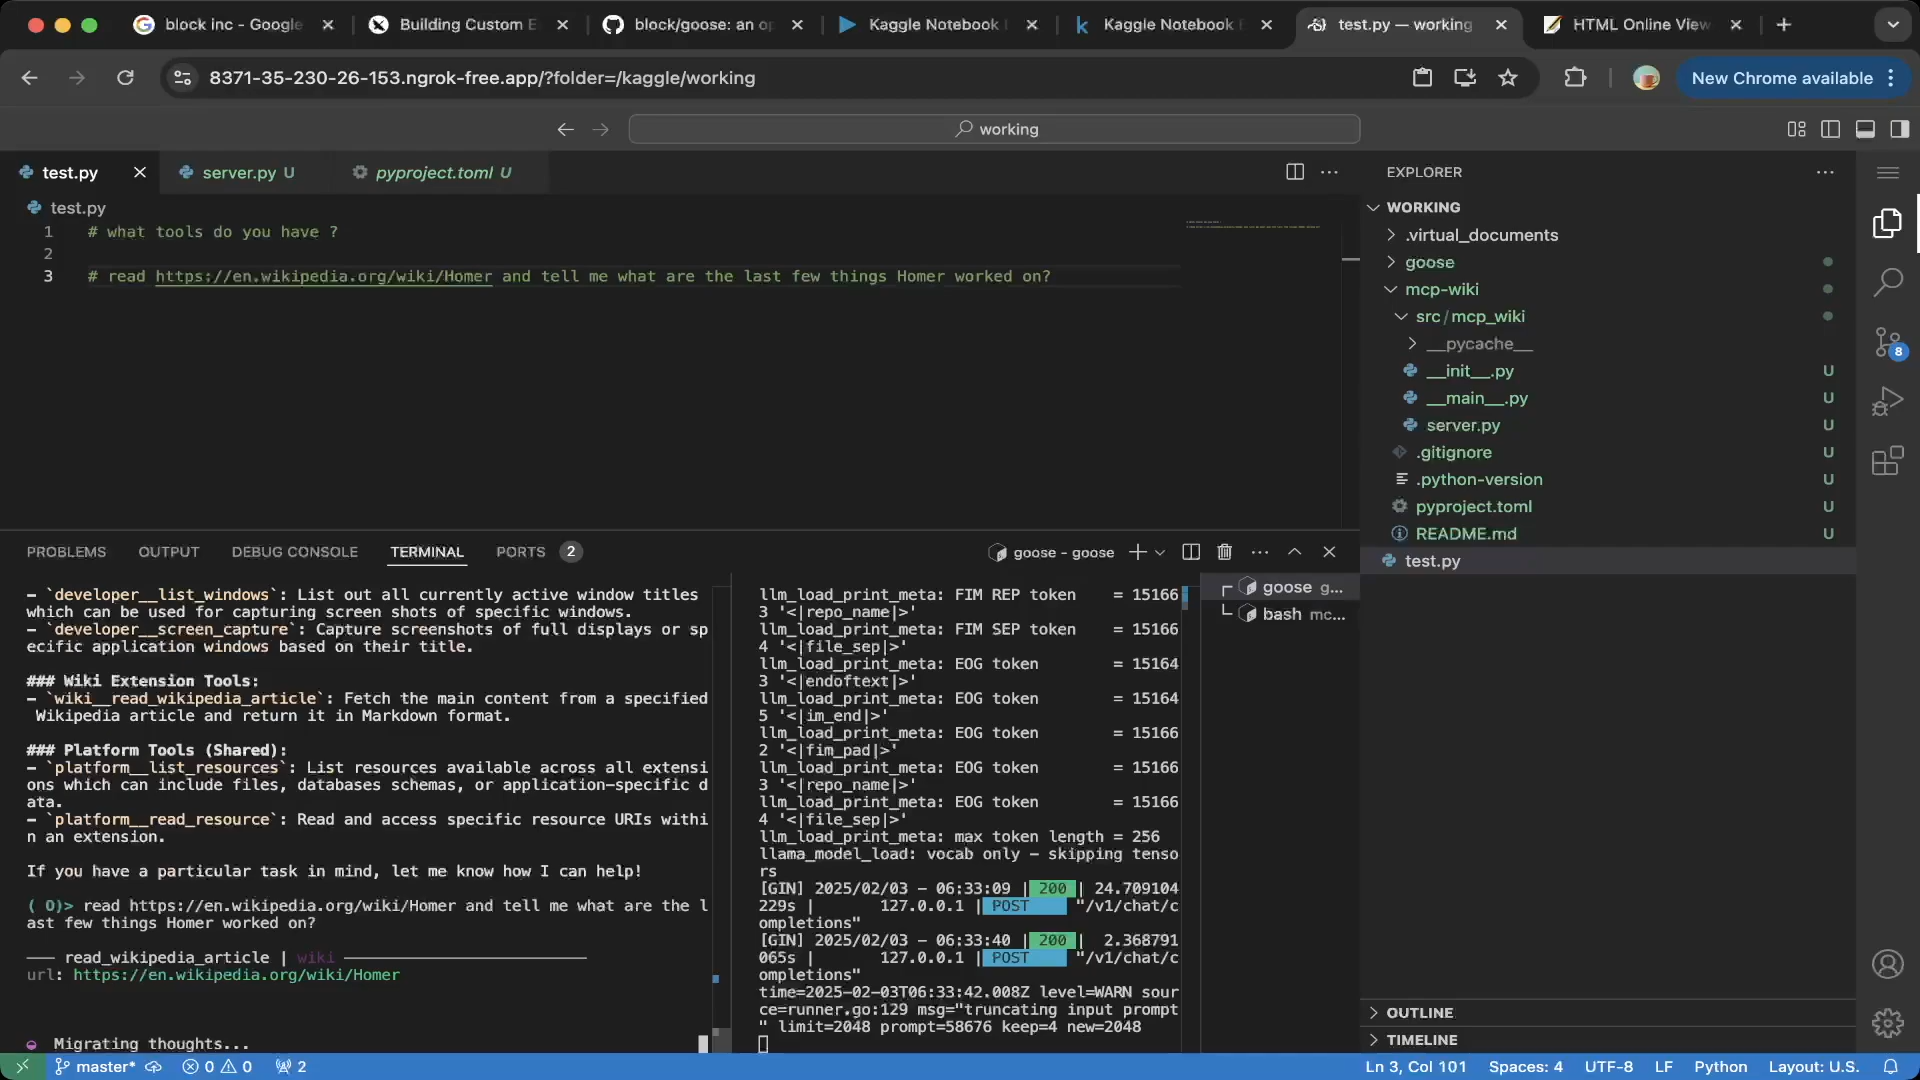 block inc - Google
Building Custom E
block/goose: an op
Kaggle Notebook
Kaggle Notebook
test.py — working
HTML Online View
8371-35-230-26-153.ngrok-free.app/?folder=/kaggle/working
New Chrome available
working
test.py
server.py U
pyproject.toml U
test.py
1 # what tools do you have ?
2
3 # read https://en.wikipedia.org/wiki/Homer and tell me what are the last few things Homer worked on?
EXPLORER
WORKING
.virtual_documents
goose
mcp-wiki
src/mcp_wiki
__pycache__
__init__.py U
__main__.py U
server.py U
.gitignore U
.python-version U
pyproject.toml U
README.md U
test.py
OUTLINE
TIMELINE
8
PROBLEMS OUTPUT DEBUG CONSOLE TERMINAL PORTS 2
goose - goose
- `developer__list_windows`: List out all currently active window titles
which can be used for capturing screen shots of specific windows.
- `developer__screen_capture`: Capture screenshots of full displays or sp
ecific application windows based on their title.
### Wiki Extension Tools:
- `wiki__read_wikipedia_article`: Fetch the main content from a specified
Wikipedia article and return it in Markdown format.
### Platform Tools (Shared):
- `platform__list_resources`: List resources available across all extensi
ons which can include files, databases schemas, or application-specific d
ata.
- `platform__read_resource`: Read and access specific resource URIs withi
n an extension.
If you have a particular task in mind, let me know how I can help!
( O)> read https://en.wikipedia.org/wiki/Homer and tell me what are the l
ast few things Homer worked on?
─── read_wikipedia_article | wiki ──────────────────────────
url: https://en.wikipedia.org/wiki/Homer
Migrating thoughts...
llm_load_print_meta: FIM REP token = 15166
3 '<|repo_name|>'
llm_load_print_meta: FIM SEP token = 15166
4 '<|file_sep|>'
llm_load_print_meta: EOG token = 15164
3 '<|endoftext|>'
llm_load_print_meta: EOG token = 15164
5 '<|im_end|>'
llm_load_print_meta: EOG token = 15166
2 '<|fim_pad|>'
llm_load_print_meta: EOG token = 15166
3 '<|repo_name|>'
llm_load_print_meta: EOG token = 15166
4 '<|file_sep|>'
llm_load_print_meta: max token length = 256
llama_model_load: vocab only - skipping tenso
rs
[GIN] 2025/02/03 - 06:33:09 | 200 | 24.709104
229s | 127.0.0.1 | POST "/v1/chat/c
ompletions"
[GIN] 2025/02/03 - 06:33:40 | 200 | 2.368791
065s | 127.0.0.1 | POST "/v1/chat/c
ompletions"
time=2025-02-03T06:33:42.008Z level=WARN sour
ce=runner.go:129 msg="truncating input prompt
" limit=2048 prompt=58676 keep=4 new=2048
goose g...
bash mc...
master* 0 0 2
Ln 3, Col 101 Spaces: 4 UTF-8 LF Python Layout: U.S.